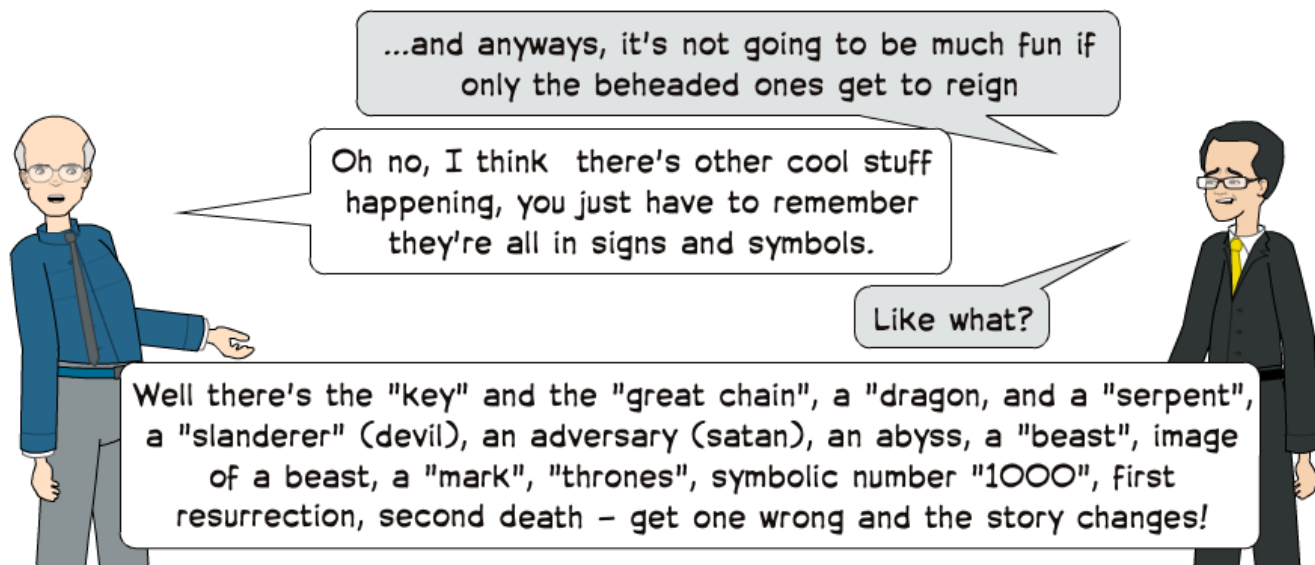 ...and anyways, it's not going to be much fun if
only the beheaded ones get to reign
Oh no, I think  there's other cool stuff
happening, you just have to remember
they're all in signs and symbols.
Like what?
Well there's the "key" and the "great chain", a "dragon, and a "serpent",
a "slanderer" (devil), an adversary (satan), an abyss, a "beast", image
of a beast, a "mark", "thrones", symbolic number "1000", first
resurrection, second death – get one wrong and the story changes!